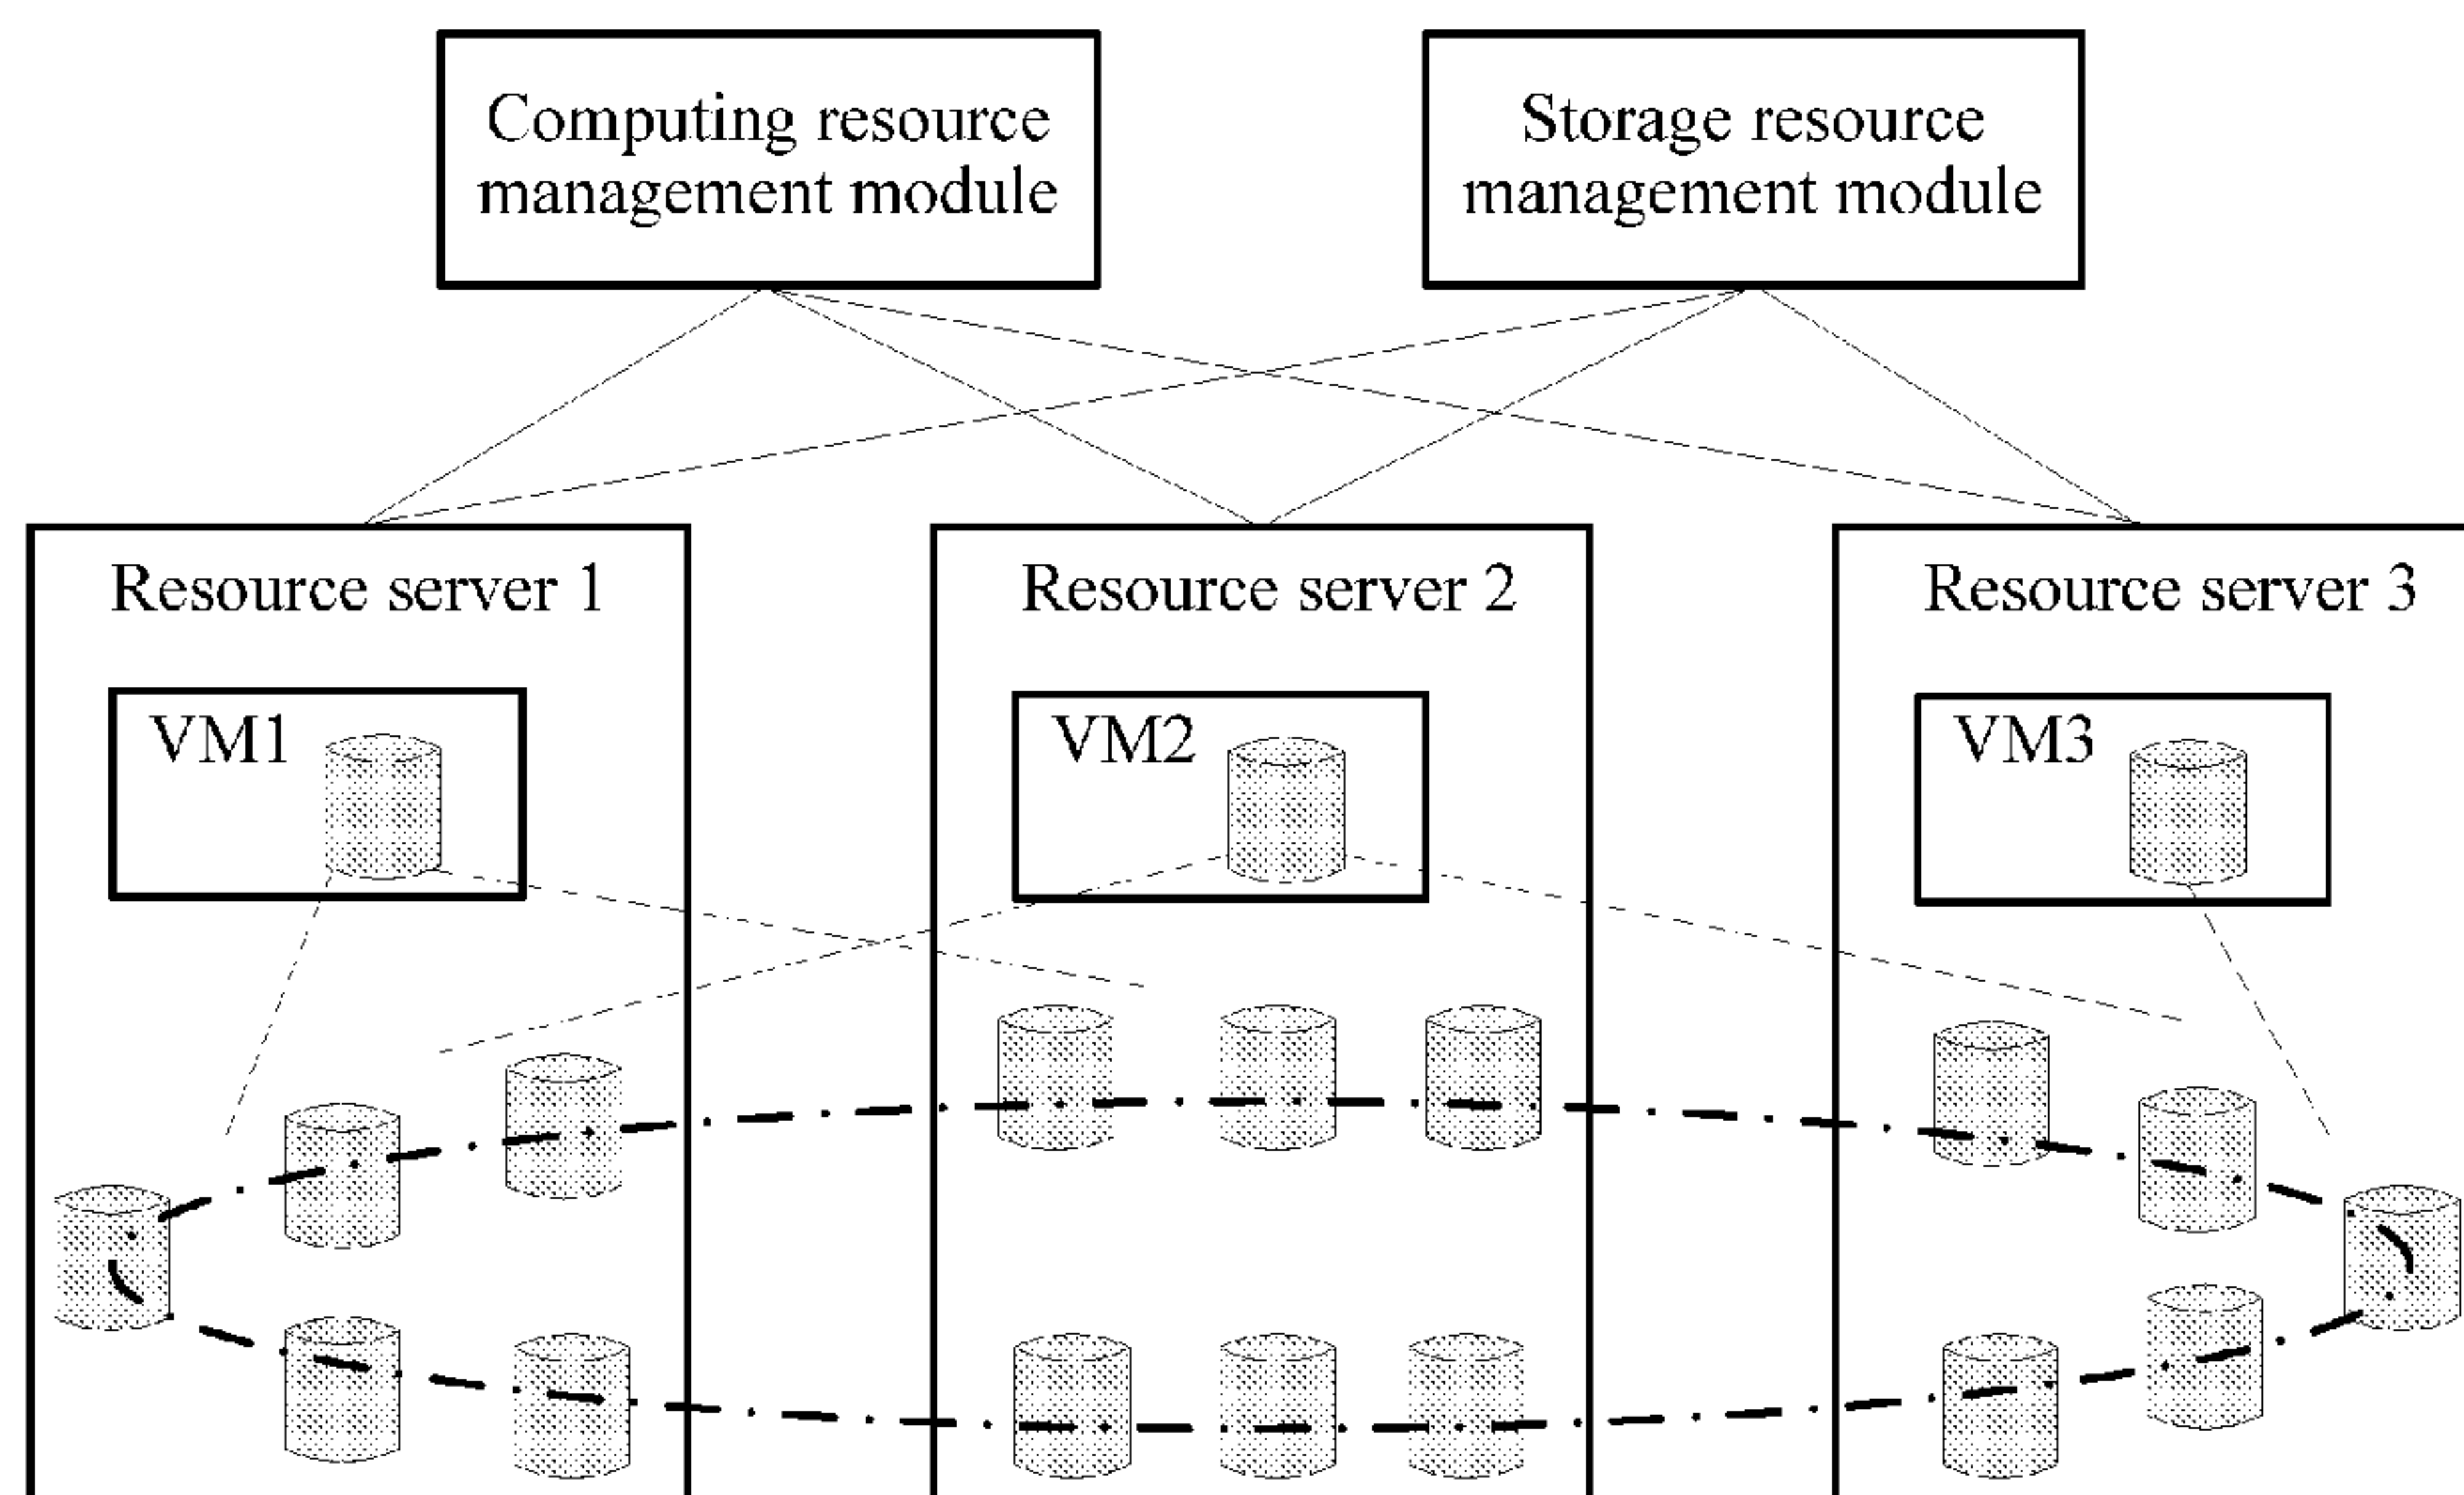 Computing resource
management module
Storage resource
management module
Resource server 1
Resource server 2
Resource server 3
VM1
VM2
VM3